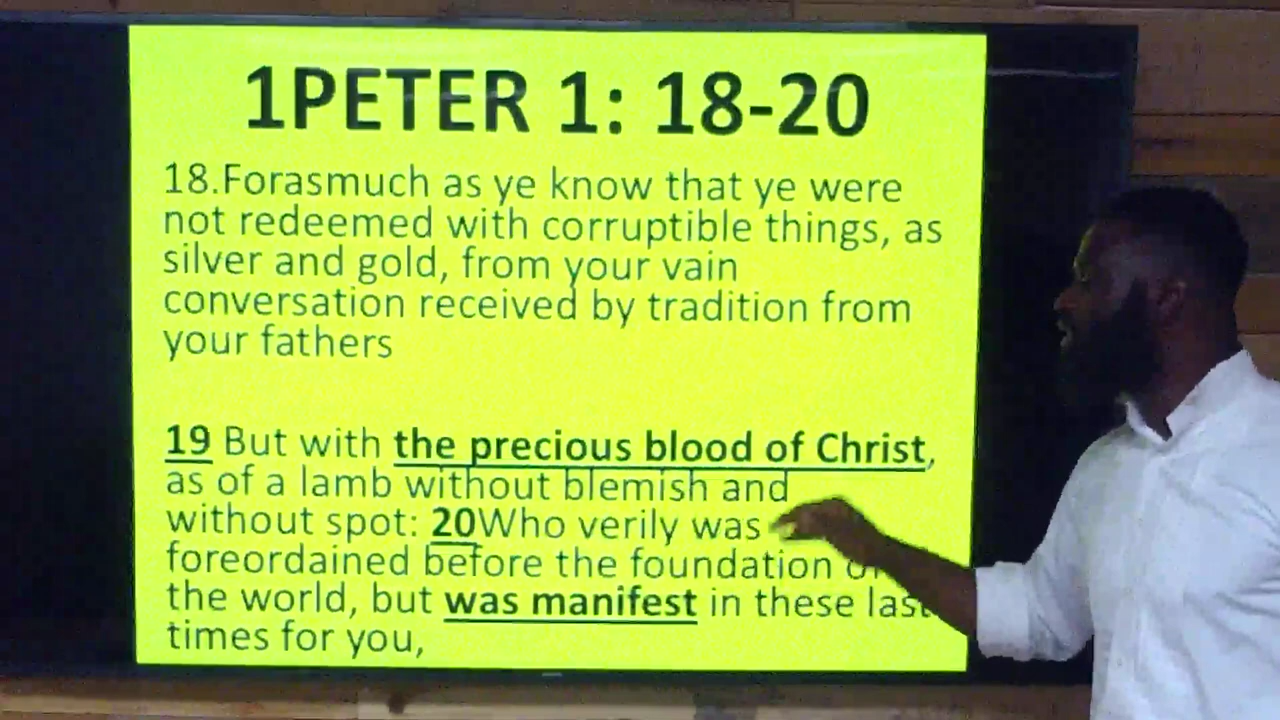 1PETER 1: 18-20
18.Forasmuch as ye know that ye were
not redeemed with corruptible things, as
silver and gold, from your vain
conversation received by tradition from
your fathers
19 But with the precious blood of Christ,
as of a lamb without blemish and
without spot: 20Who verily was
foreordained before the foundation of
the world, but was manifest in these last
times for you,